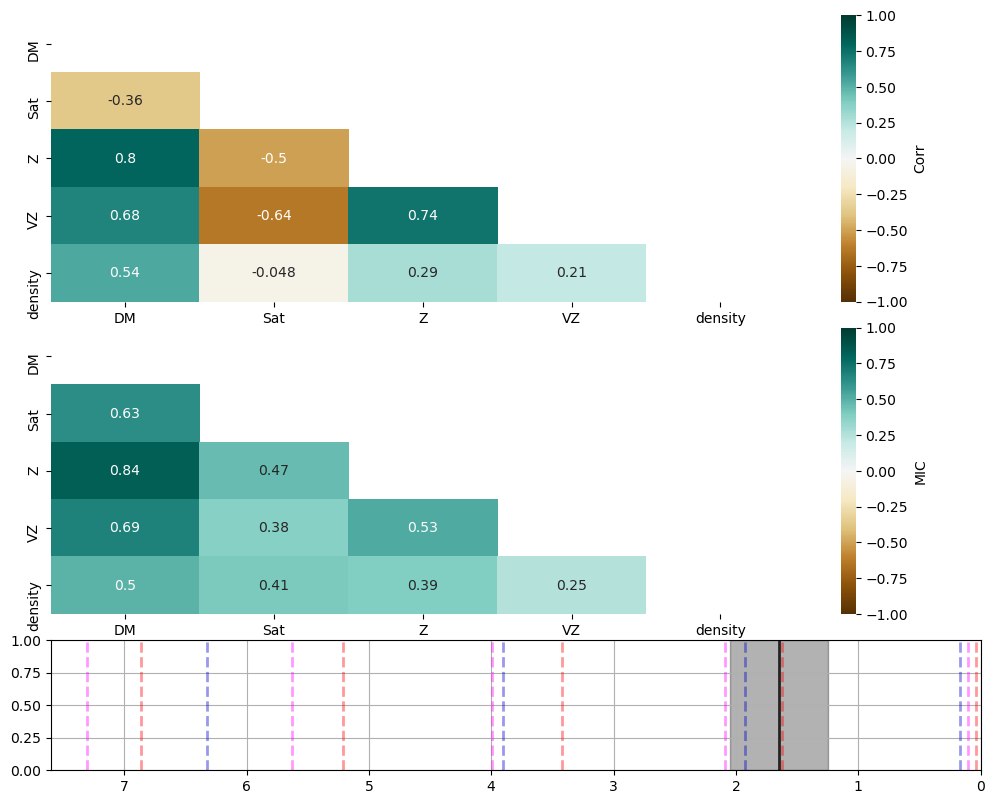 DM
Sat
Z
VZ
density
-0.36
0.8 -0.5
0.68 -0.64 0.74
0.54 -0.048 0.29 0.21
DM Sat Z VZ density
1.00
0.75
0.50
0.25
0.00
−0.25
−0.50
−0.75
−1.00
Corr
DM
Sat
Z
VZ
density
0.63
0.84 0.47
0.69 0.38 0.53
0.5 0.41 0.39 0.25
DM Sat Z VZ density
1.00
0.75
0.50
0.25
0.00
−0.25
−0.50
−0.75
−1.00
MIC
1.00
0.75
0.50
0.25
0.00
7 6 5 4 3 2 1 0